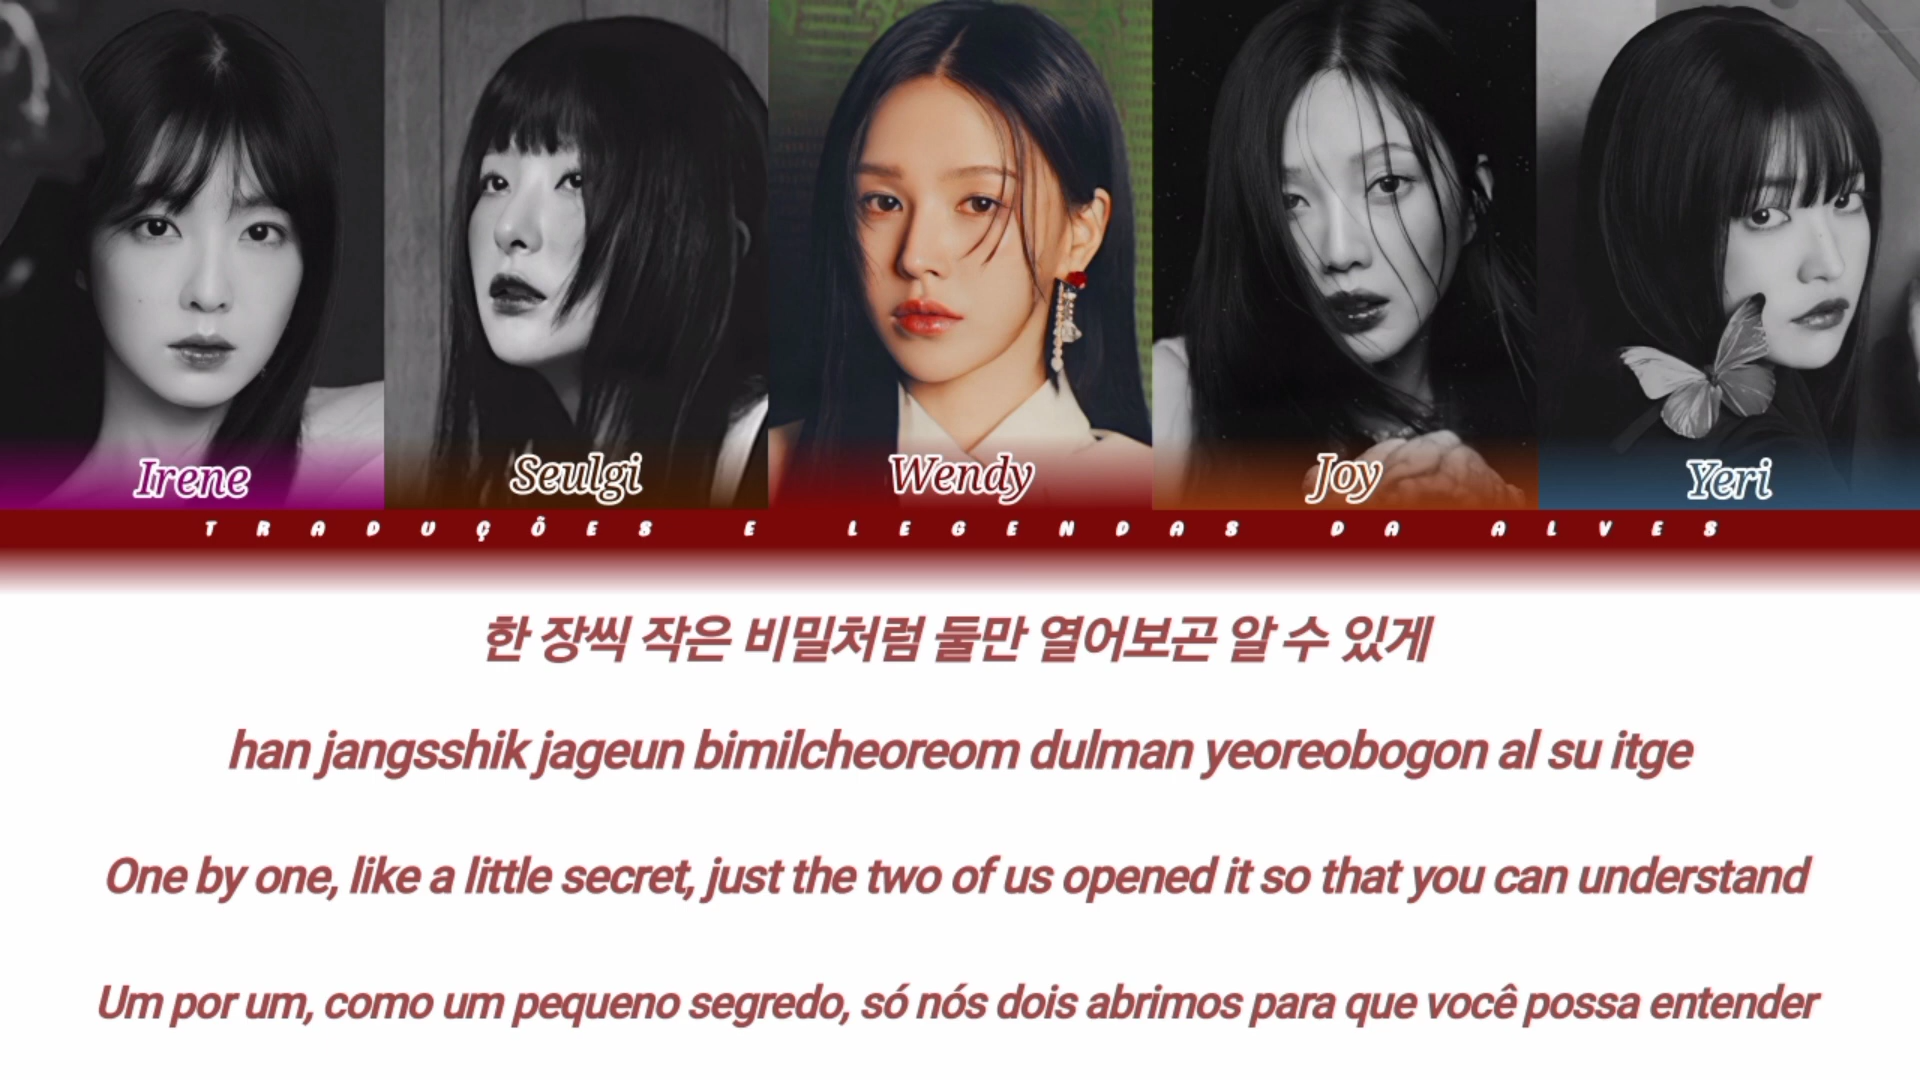 Irene Seulgi Wendy Joy Yeri
TRADUÇÕES E LEGENDAS DA ALVES
한 장씩 작은 비밀처럼 둘만 열어보곤 알 수 있게
han jangsshik jageun bimilcheoreom dulman yeoreobogon al su itge
One by one, like a little secret, just the two of us opened it so that you can understand
Um por um, como um pequeno segredo, só nós dois abrimos para que você possa entender